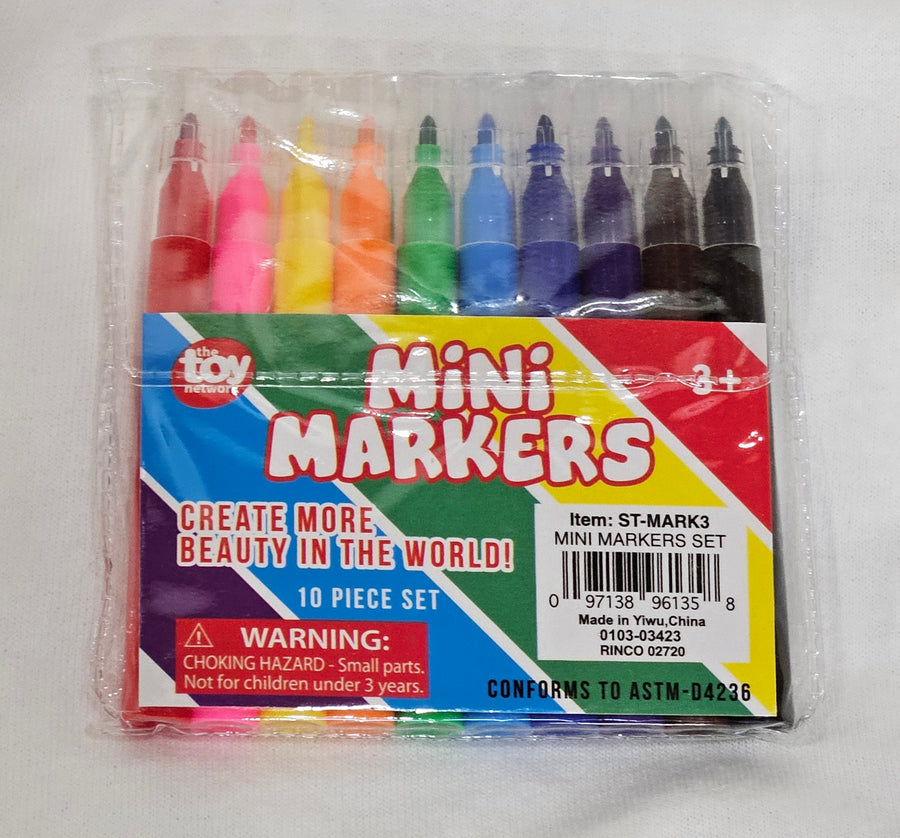 the
toy
network
MiNi
MARKERS
3+
CREATE MORE
BEAUTY IN THE WORLD!
10 PIECE SET
WARNING:
CHOKING HAZARD - Small parts.
Not for children under 3 years.
Item: ST-MARK3
MINI MARKERS SET
0 97138 96135 8
Made in Yiwu,China
0103-03423
RINCO 02720
CONFORMS TO ASTM-D4236